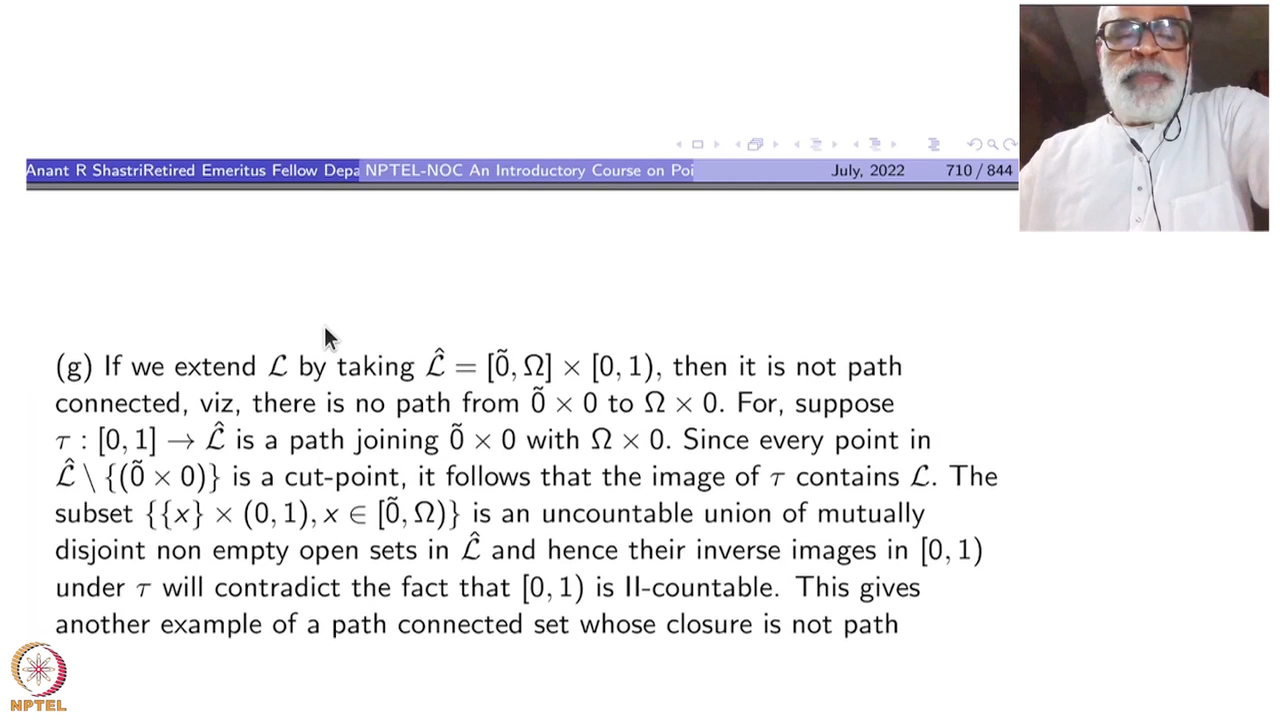 Anant R ShastriRetired Emeritus Fellow Depa NPTEL-NOC An Introductory Course on Poi July, 2022 710 / 844
(g) If we extend ℒ by taking ℒ̂ = [0̃, Ω] × [0, 1), then it is not path
connected, viz, there is no path from 0̃ × 0 to Ω × 0. For, suppose
τ : [0, 1] → ℒ̂ is a path joining 0̃ × 0 with Ω × 0. Since every point in
ℒ̂ \ {(0̃ × 0)} is a cut-point, it follows that the image of τ contains ℒ. The
subset {{x} × (0, 1), x ∈ [0̃, Ω)} is an uncountable union of mutually
disjoint non empty open sets in ℒ̂ and hence their inverse images in [0, 1)
under τ will contradict the fact that [0, 1) is II-countable. This gives
another example of a path connected set whose closure is not path
NPTEL